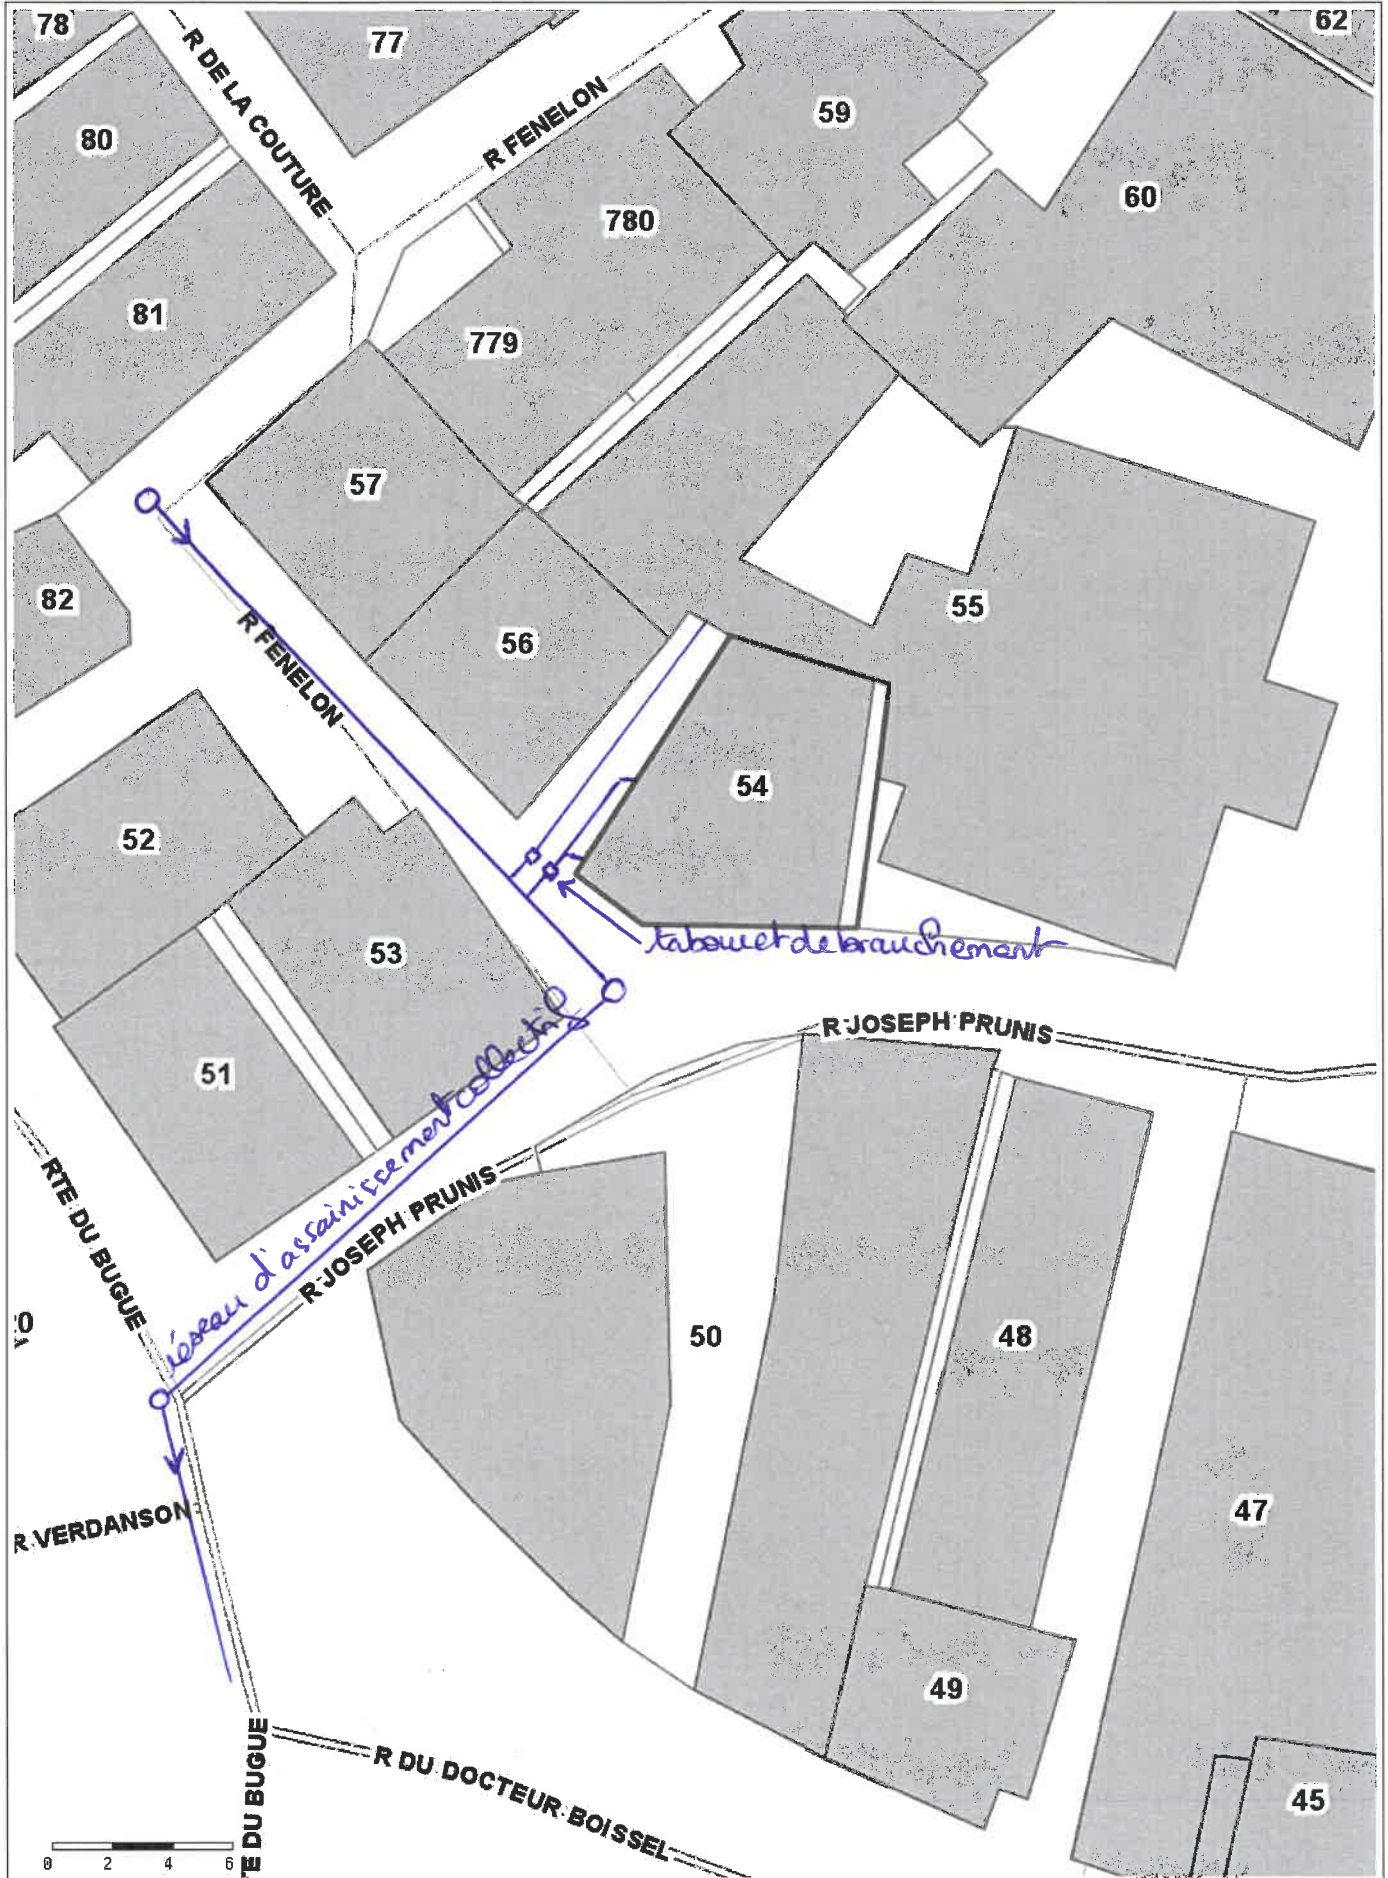 78
77
62
R DE LA COUTURE
R FENELON
59
80
60
780
81
779
57
82
55
R FENELON
56
54
52
53
tabouret de branchement
51
R JOSEPH PRUNIS
réseau d'assainissement collectif
R JOSEPH PRUNIS
RTE DU BUGUE
50
48
R VERDANSON
47
49
TE DU BUGUE
R DU DOCTEUR BOISSEL
45
0 2 4 6